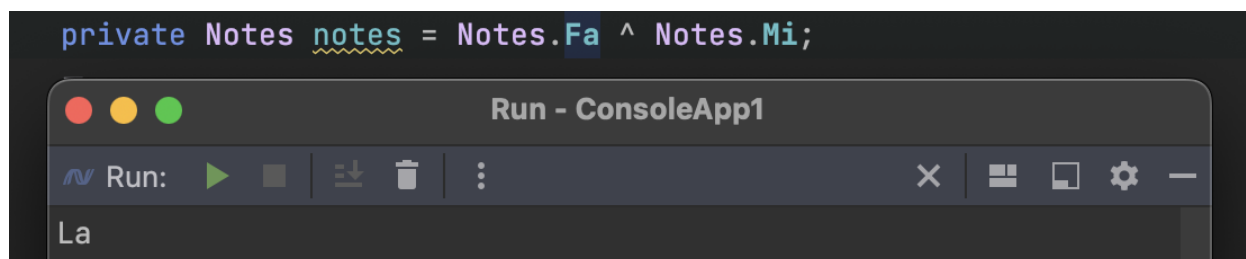 private Notes notes = Notes.Fa ^ Notes.Mi;
Run - ConsoleApp1
Run:
La